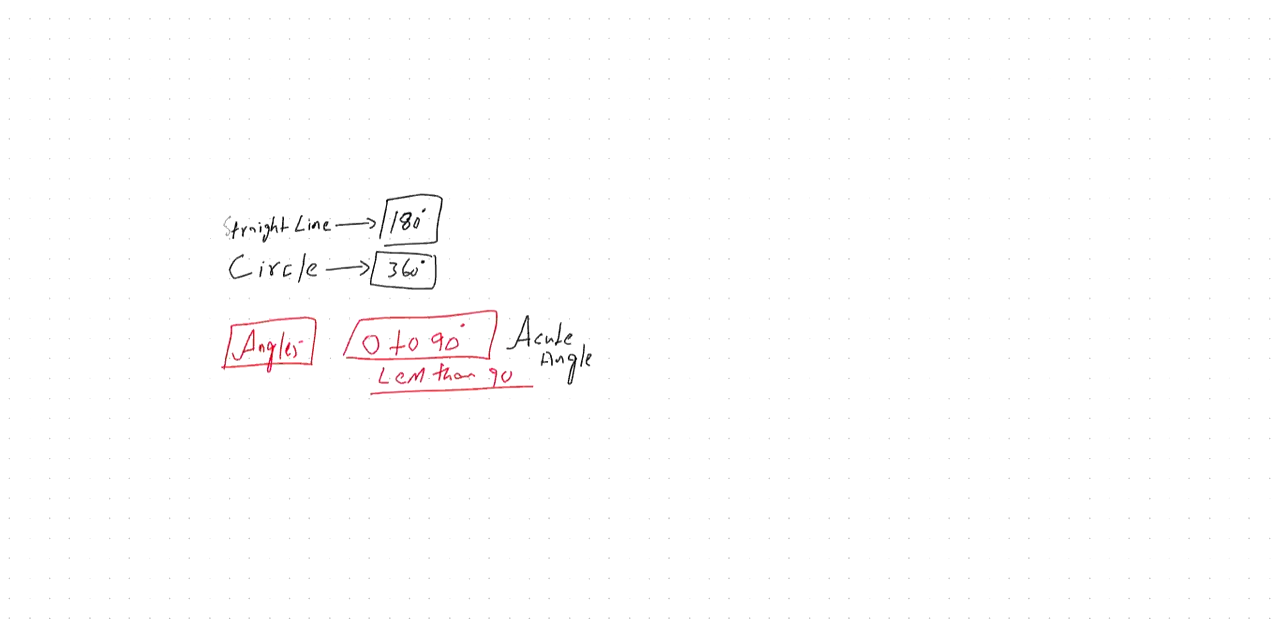 Straight Line → 180°
Circle → 360°
Angles 0 to 90° Acute Angle
Less than 90